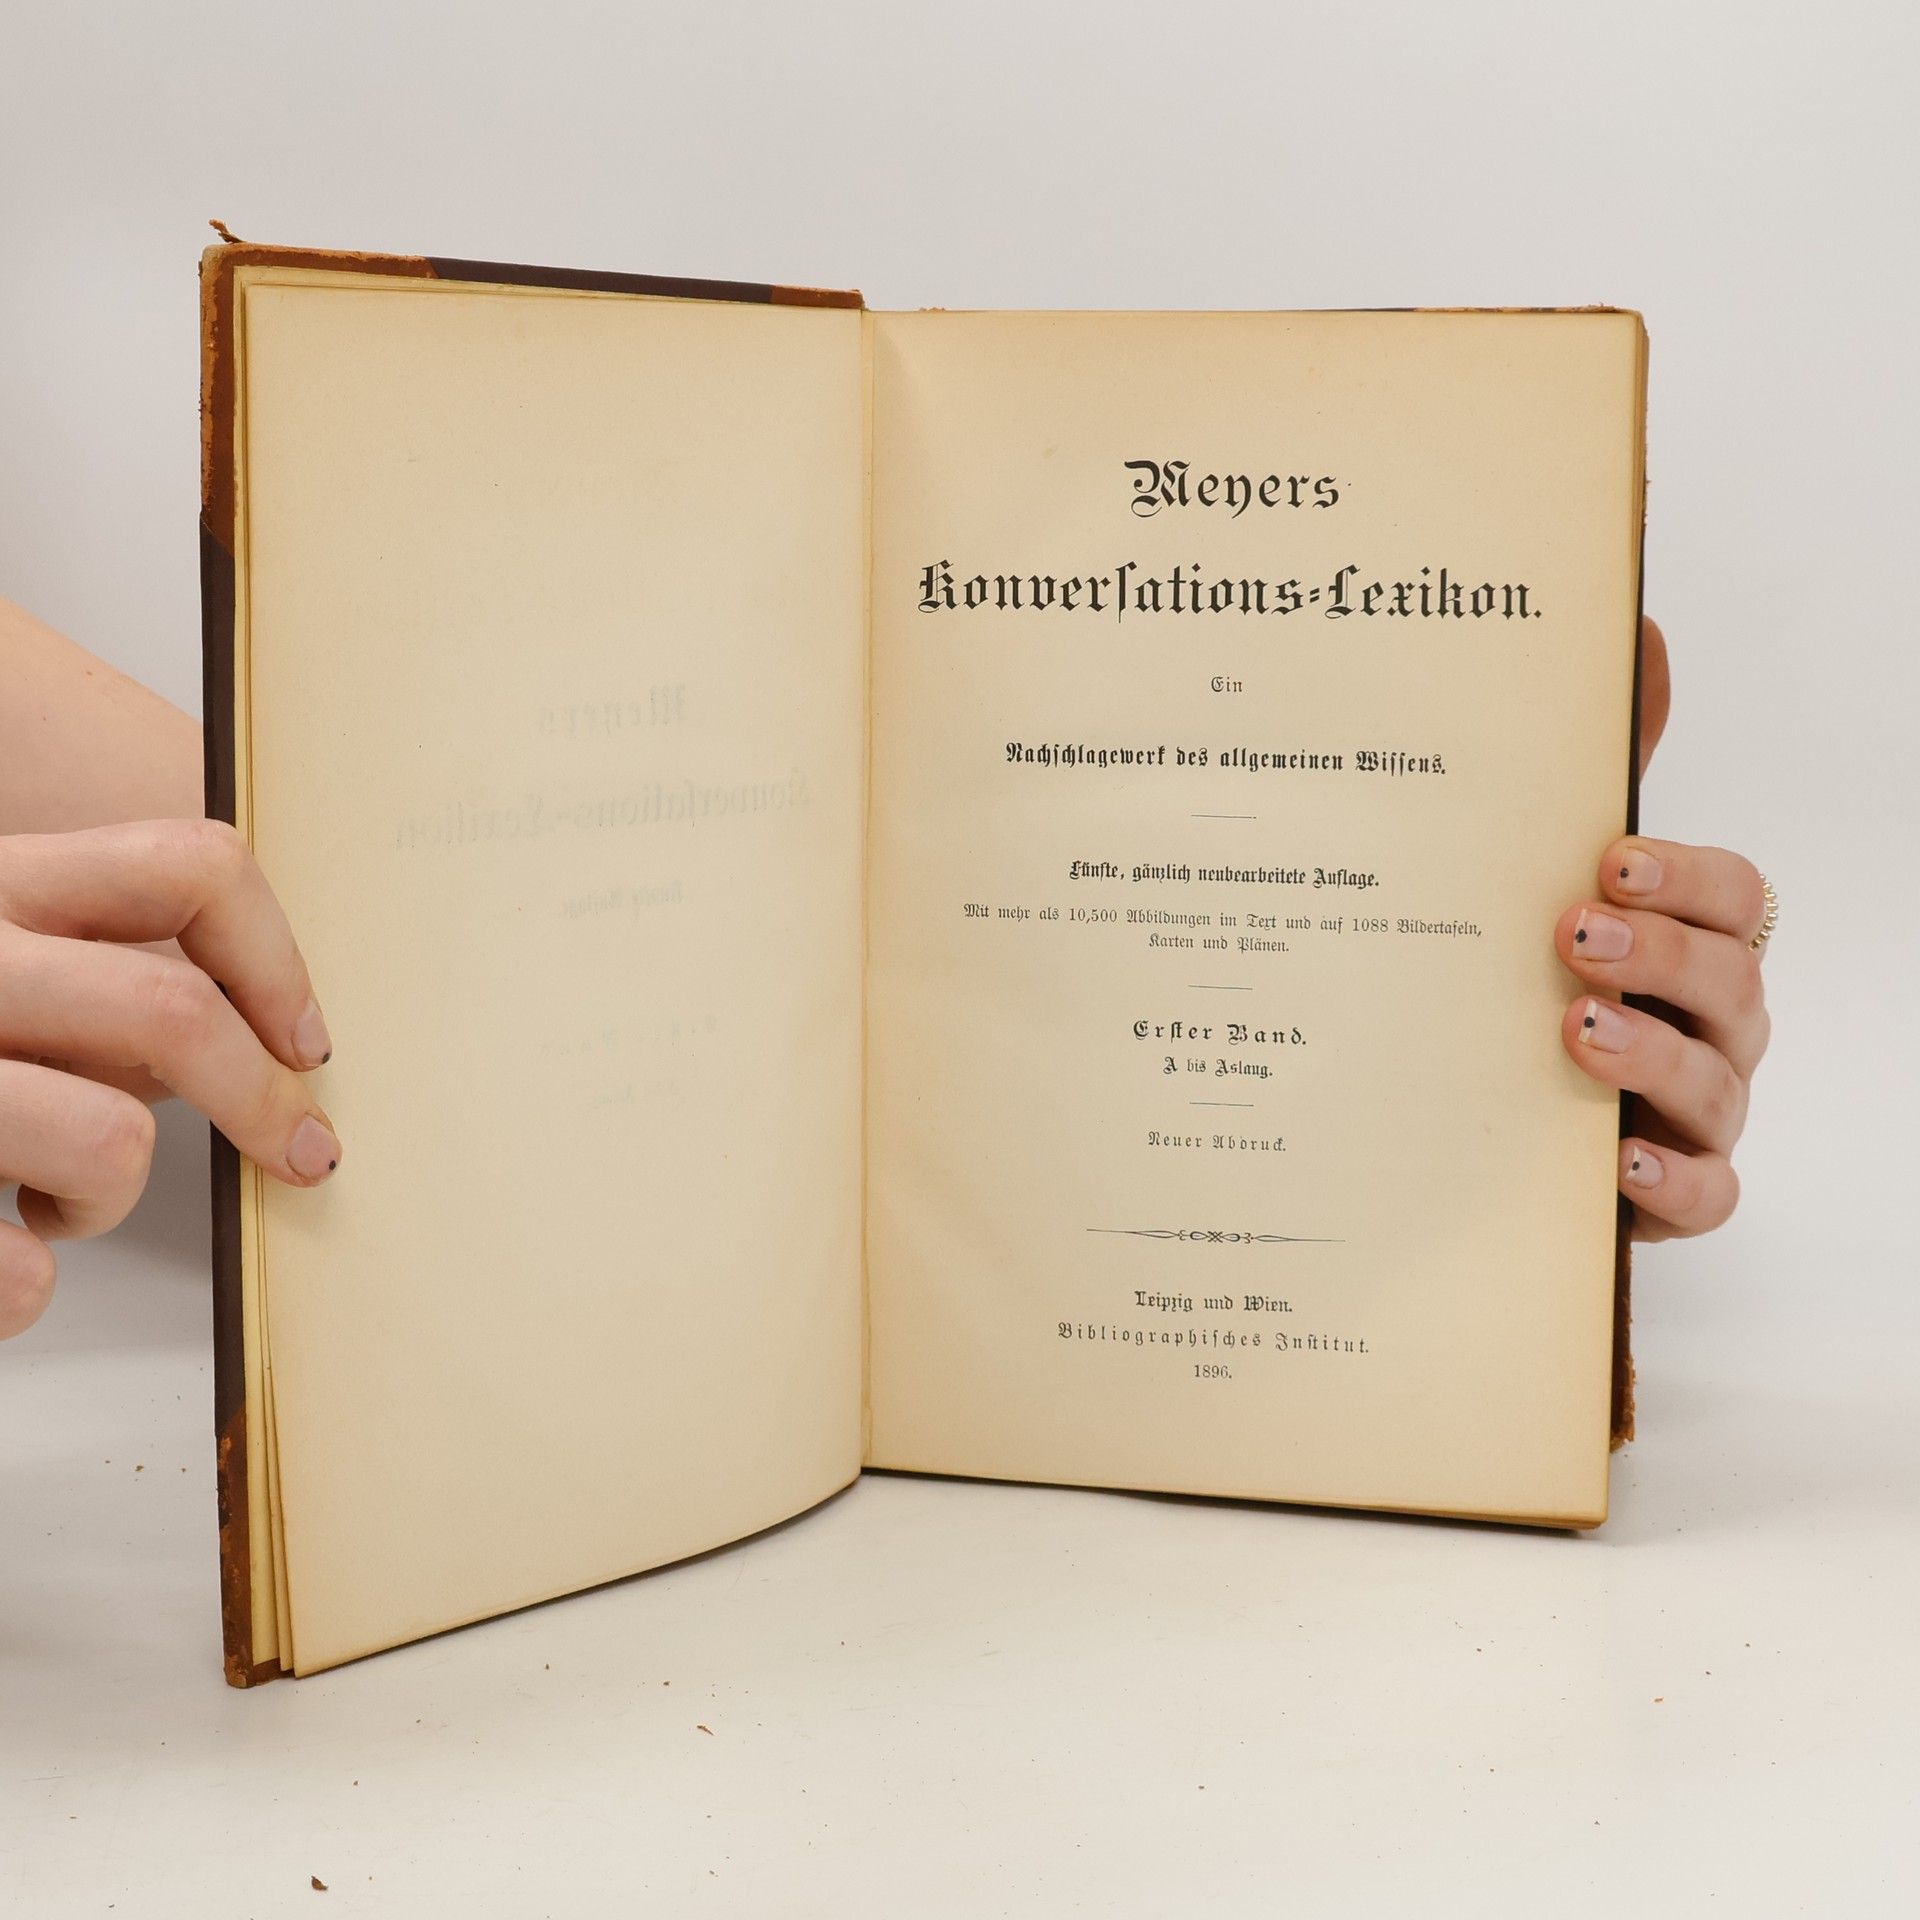 Meyers
Konverſations=Lexikon.
Ein
Nachſchlagewerk des allgemeinen Wiſſens.
Fünfte, gänzlich neubearbeitete Auflage.
Mit mehr als 10,500 Abbildungen im Text und auf 1088 Bildertafeln,
Karten und Plänen.
Erſter Band.
A bis Aslaug.
Neuer Abdruck.
Leipzig und Wien.
Bibliographiſches Inſtitut.
1896.